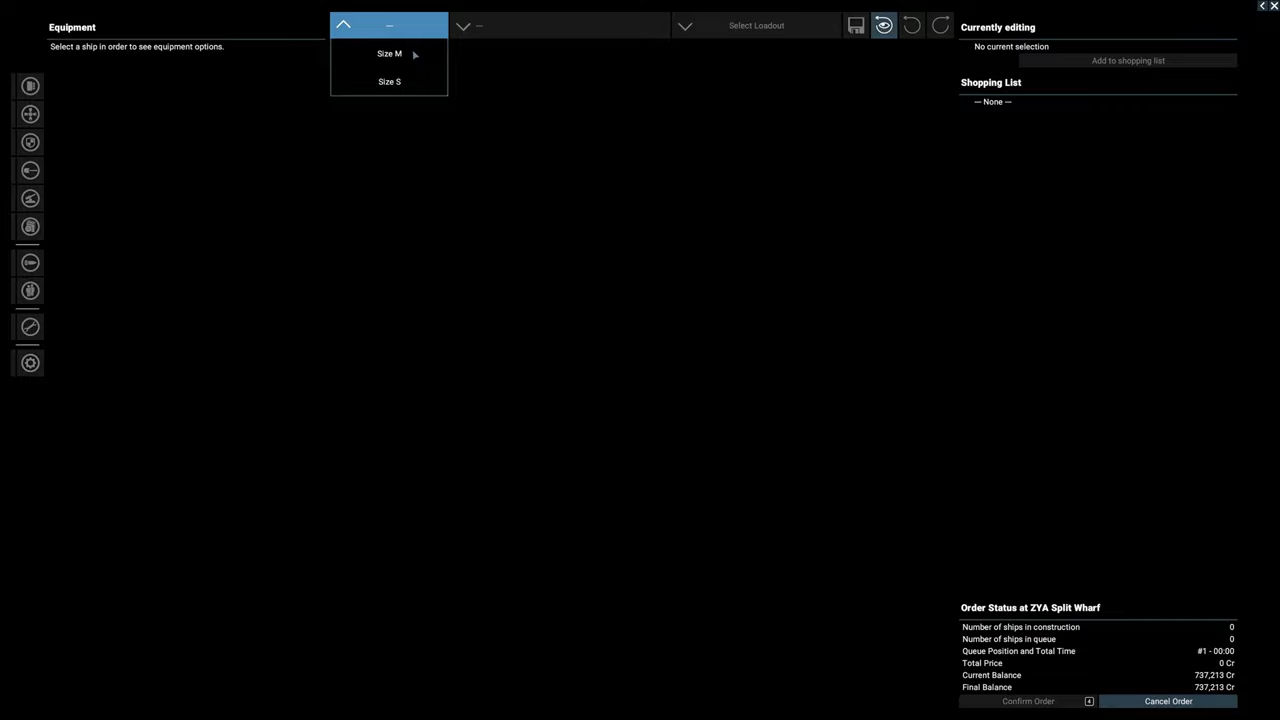 Equipment
Select a ship in order to see equipment options.
—
Size M
Size S
—
Select Loadout
Currently editing
No current selection
Add to shopping list
Shopping List
— None —
Order Status at ZYA Split Wharf
Number of ships in construction 0
Number of ships in queue 0
Queue Position and Total Time #1 - 00:00
Total Price 0 Cr
Current Balance 737,213 Cr
Final Balance 737,213 Cr
Confirm Order
Cancel Order